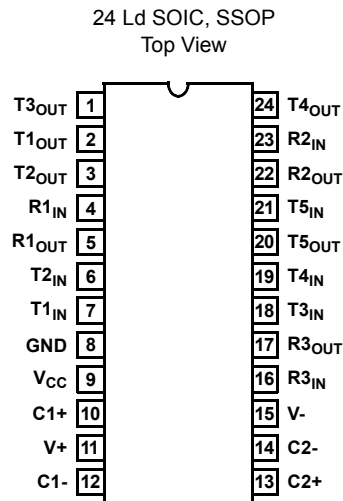 24 Ld SOIC, SSOP
Top View
T3OUT 1 24 T4OUT
T1OUT 2 23 R2IN
T2OUT 3 22 R2OUT
R1IN 4 21 T5IN
R1OUT 5 20 T5OUT
T2IN 6 19 T4IN
T1IN 7 18 T3IN
GND 8 17 R3OUT
VCC 9 16 R3IN
C1+ 10 15 V-
V+ 11 14 C2-
C1- 12 13 C2+